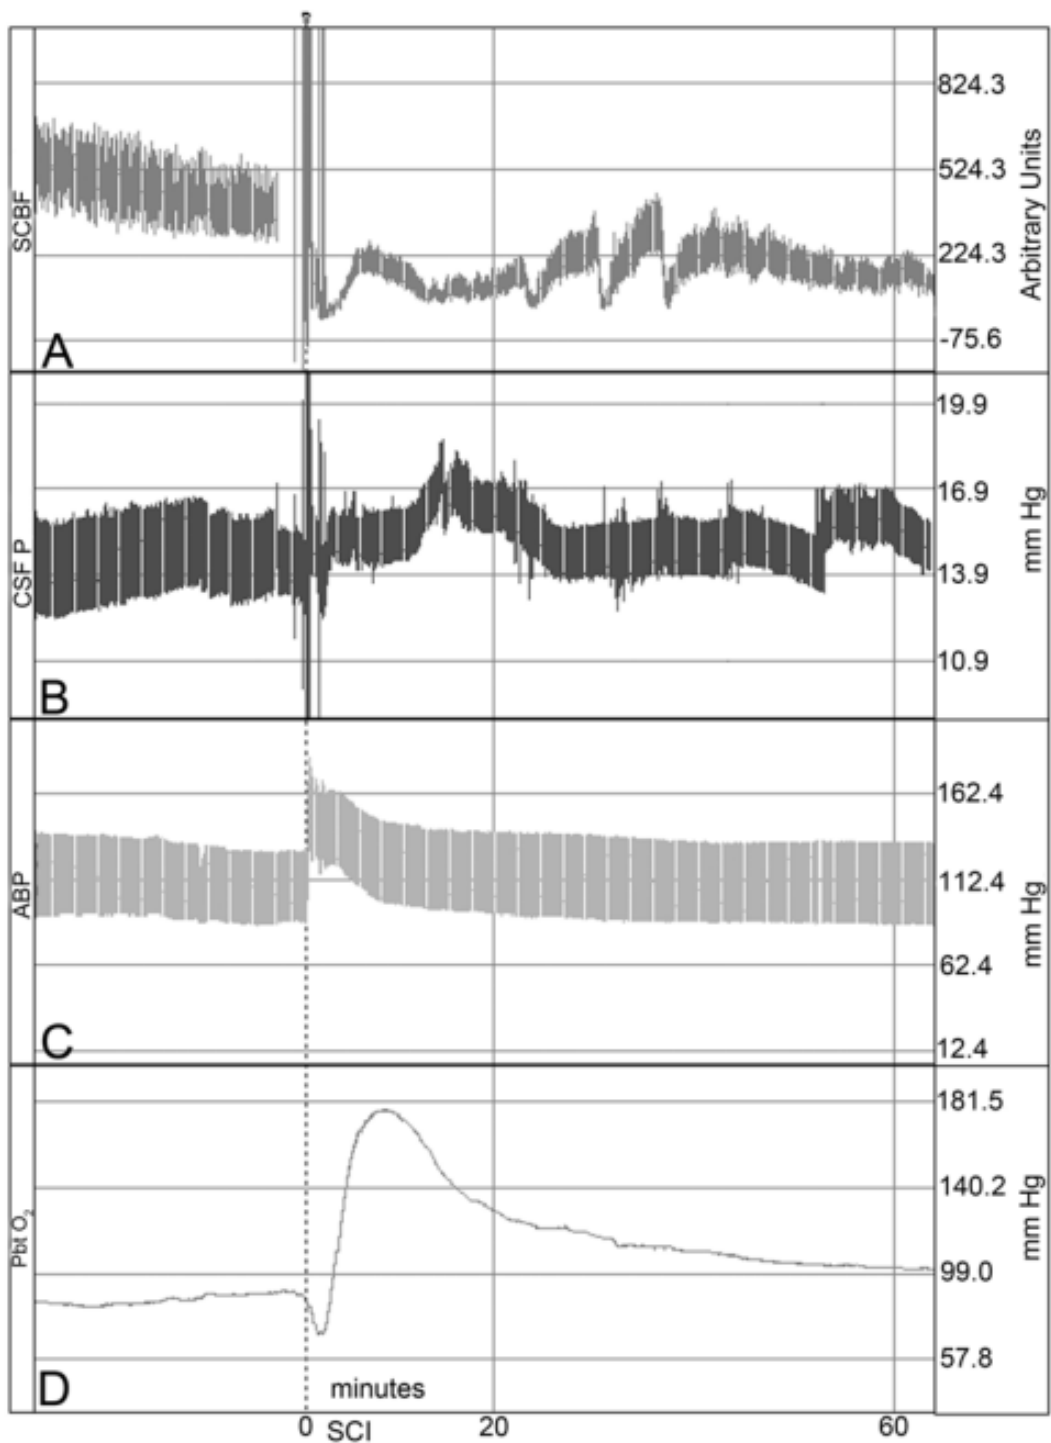 SCBF
824.3
524.3
224.3
-75.6
Arbitrary Units
A
CSF P
19.9
16.9
13.9
10.9
mm Hg
B
ABP
162.4
112.4
62.4
12.4
mm Hg
C
Pbt O₂
181.5
140.2
99.0
57.8
mm Hg
D
minutes
0 SCI 20 60